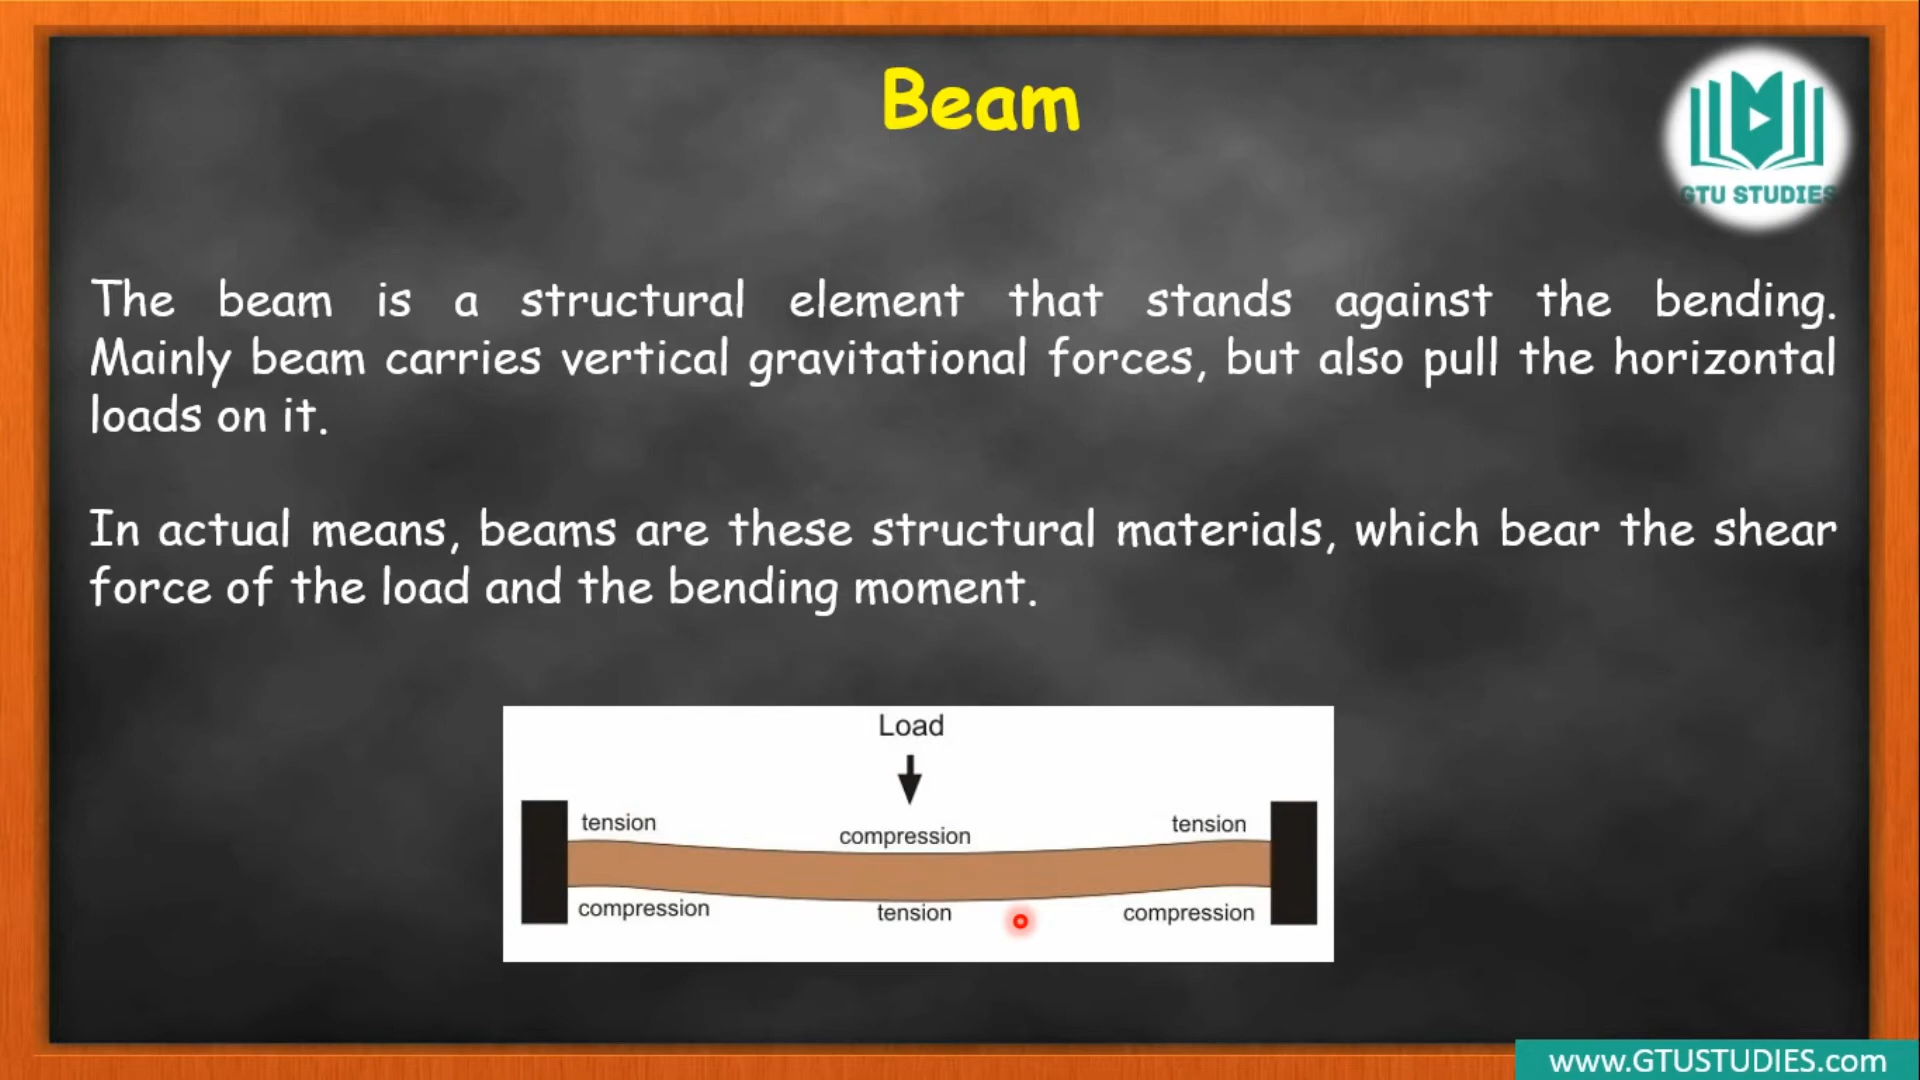 Beam
GTU STUDIES
The beam is a structural element that stands against the bending.
Mainly beam carries vertical gravitational forces, but also pull the horizontal
loads on it.
In actual means, beams are these structural materials, which bear the shear
force of the load and the bending moment.
Load
tension
compression
tension
compression
tension
compression
www.GTUSTUDIES.com